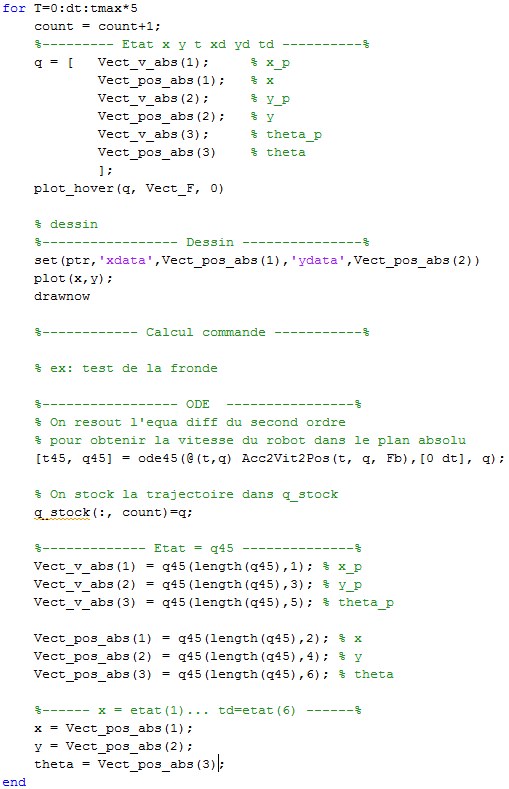 for T=0:dt:tmax*5
count = count+1;
%--------- Etat x y t xd yd td ----------%
q = [ Vect_v_abs(1); % x_p
Vect_pos_abs(1); % x
Vect_v_abs(2); % y_p
Vect_pos_abs(2); % y
Vect_v_abs(3); % theta_p
Vect_pos_abs(3) % theta
];
plot_hover(q, Vect_F, 0)
% dessin
%----------------- Dessin ---------------%
set(ptr,'xdata',Vect_pos_abs(1),'ydata',Vect_pos_abs(2))
plot(x,y);
drawnow
%------------ Calcul commande -----------%
% ex: test de la fronde
%----------------- ODE ----------------%
% On resout l'equa diff du second ordre
% pour obtenir la vitesse du robot dans le plan absolu
[t45, q45] = ode45(@(t,q) Acc2Vit2Pos(t, q, Fb),[0 dt], q);
% On stock la trajectoire dans q_stock
q_stock(:, count)=q;
%------------- Etat = q45 --------------%
Vect_v_abs(1) = q45(length(q45),1); % x_p
Vect_v_abs(2) = q45(length(q45),3); % y_p
Vect_v_abs(3) = q45(length(q45),5); % theta_p
Vect_pos_abs(1) = q45(length(q45),2); % x
Vect_pos_abs(2) = q45(length(q45),4); % y
Vect_pos_abs(3) = q45(length(q45),6); % theta
%------ x = etat(1)... td=etat(6) ------%
x = Vect_pos_abs(1);
y = Vect_pos_abs(2);
theta = Vect_pos_abs(3);
end